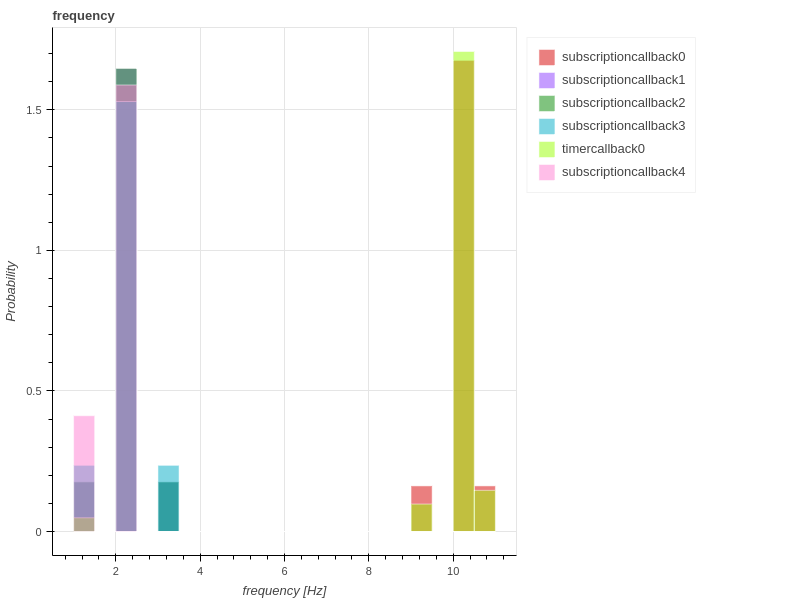 frequency
subscriptioncallback0
subscriptioncallback1
subscriptioncallback2
subscriptioncallback3
timercallback0
subscriptioncallback4
Probability
1.5
1
0.5
0
2 4 6 8 10
frequency [Hz]